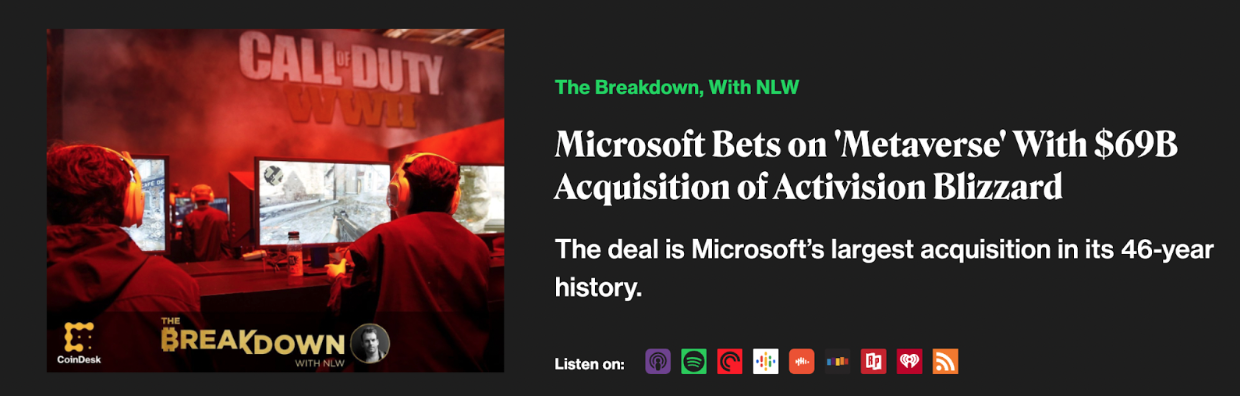 CALL OF DUTY
WWII
THE
BREAKDOWN
WITH NLW
CoinDesk
The Breakdown, With NLW
Microsoft Bets on 'Metaverse' With $69B
Acquisition of Activision Blizzard
The deal is Microsoft’s largest acquisition in its 46-year
history.
Listen on: